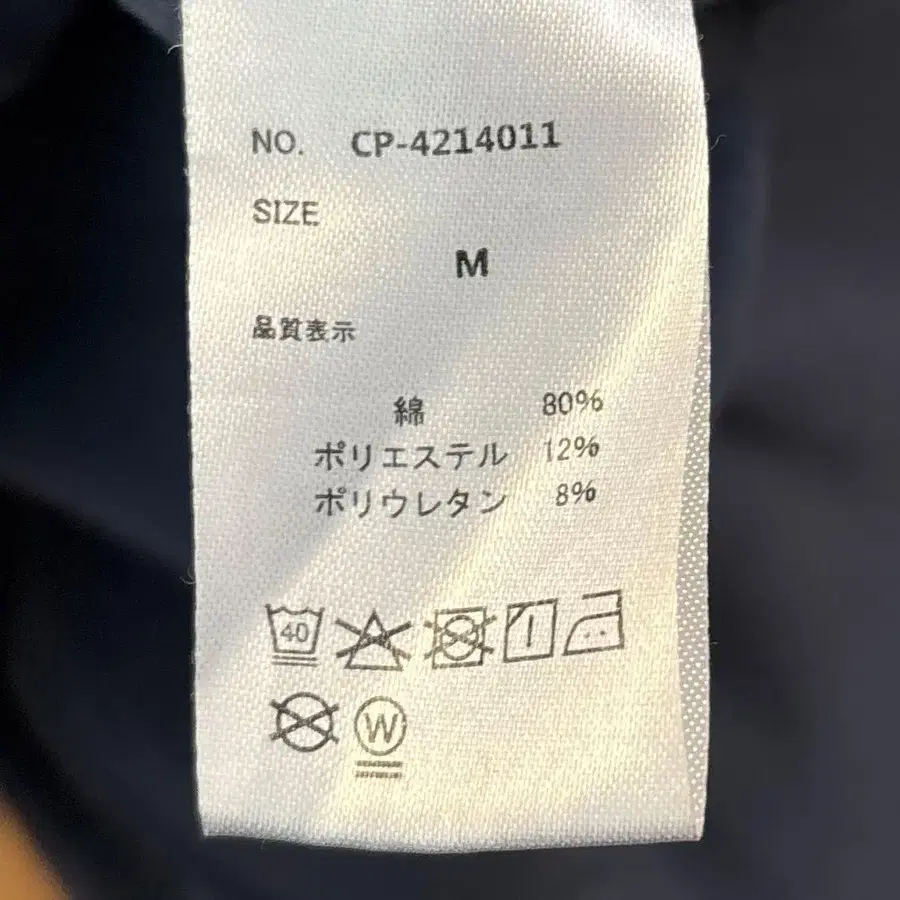 NO. CP-4214011
SIZE
M
品質表示
綿 80%
ポリエステル 12%
ポリウレタン 8%
40
W